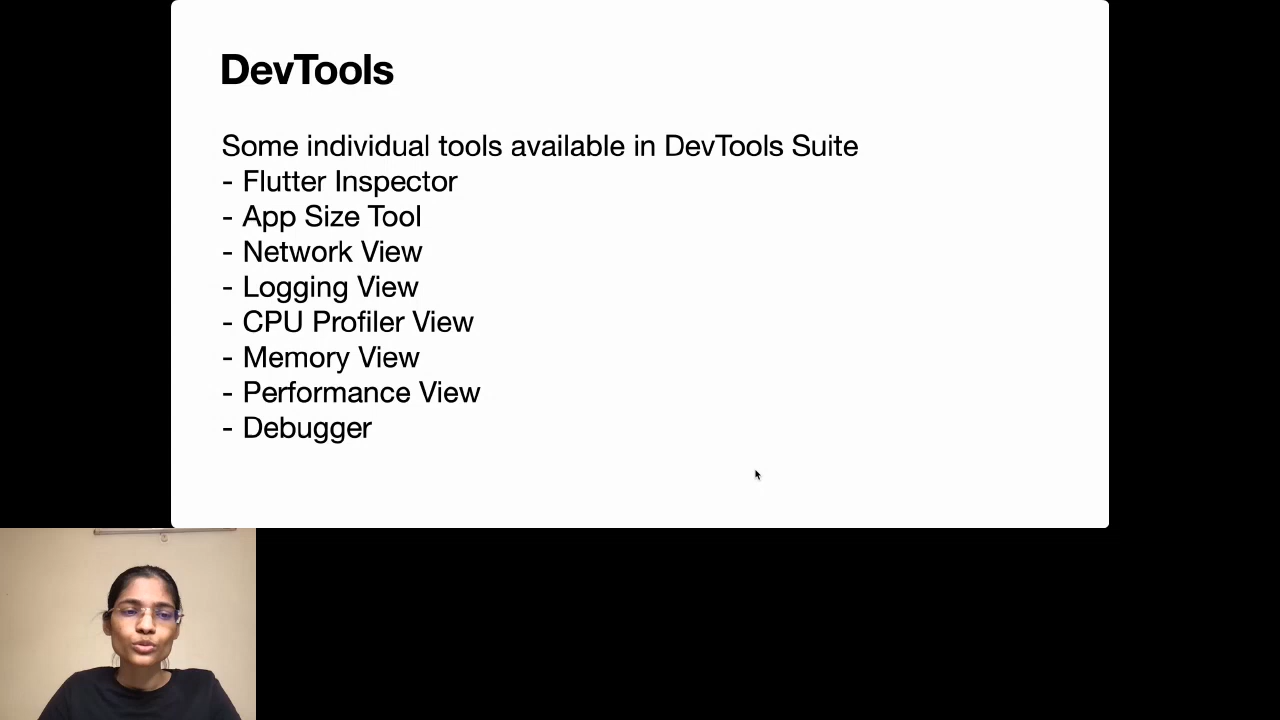 DevTools
Some individual tools available in DevTools Suite
- Flutter Inspector
- App Size Tool
- Network View
- Logging View
- CPU Profiler View
- Memory View
- Performance View
- Debugger